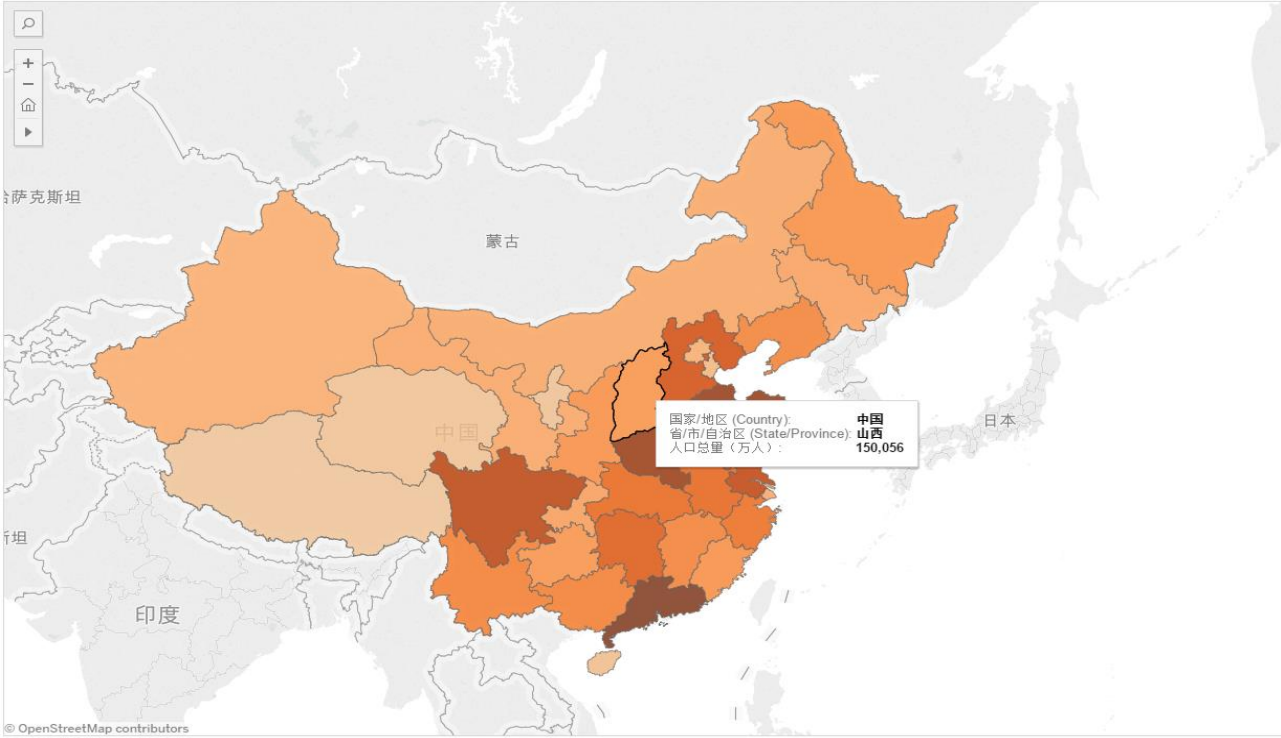 哈萨克斯坦
蒙古
中国
日本
国家/地区 (Country): 中国
省/市/自治区 (State/Province): 山西
人口总量（万人）: 150,056
斯坦
印度
© OpenStreetMap contributors